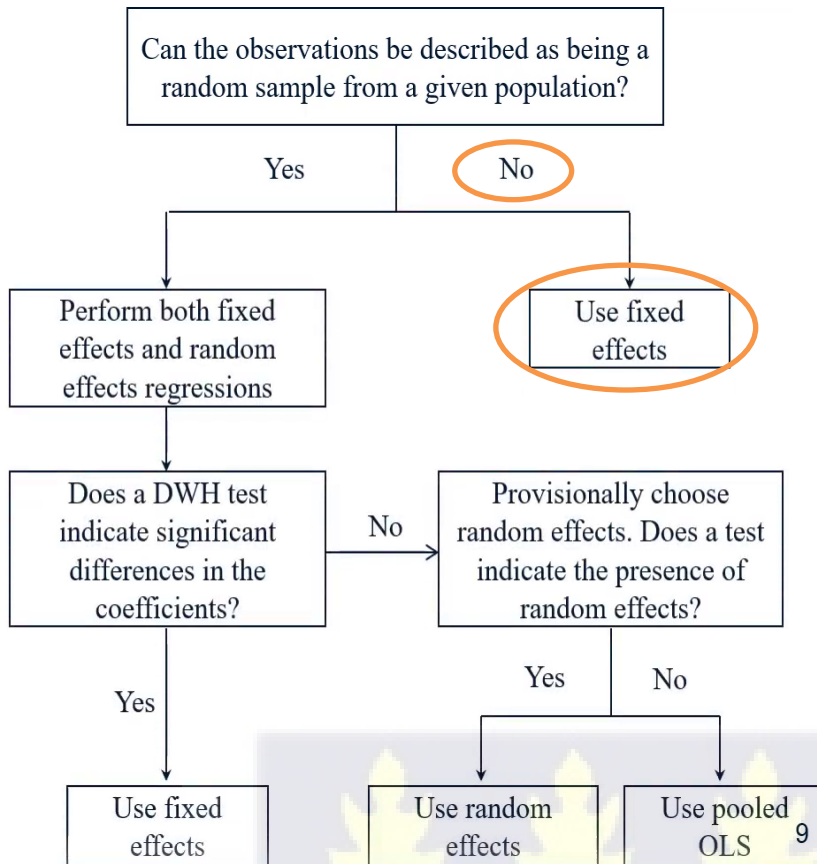 Can the observations be described as being a
random sample from a given population?
Yes
No
Perform both fixed
effects and random
effects regressions
Use fixed
effects
Does a DWH test
indicate significant
differences in the
coefficients?
No
Provisionally choose
random effects. Does a test
indicate the presence of
random effects?
Yes
Yes
No
Use fixed
effects
Use random
effects
Use pooled
OLS
9